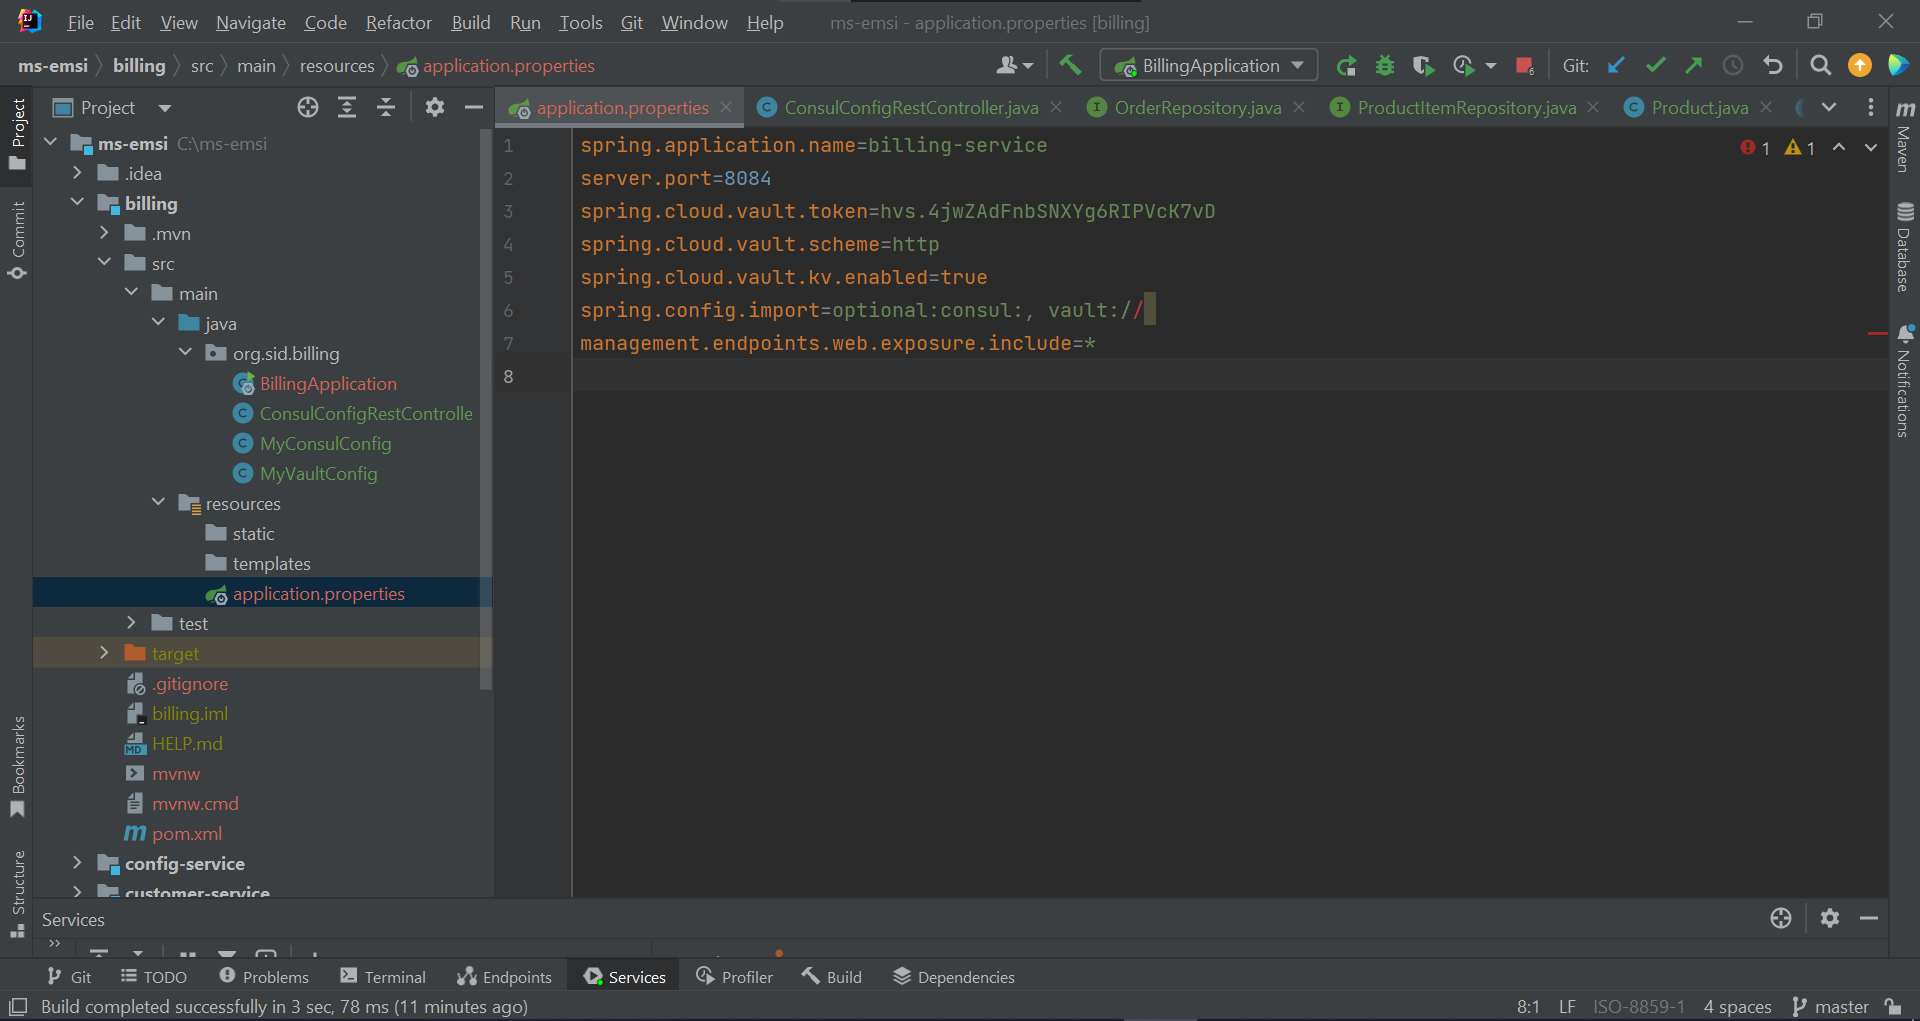 File Edit View Navigate Code Refactor Build Run Tools Git Window Help ms-emsi - application.properties [billing]
ms-emsi billing src main resources application.properties BillingApplication Git:
Project
application.properties ConsulConfigRestController.java OrderRepository.java ProductItemRepository.java Product.java
ms-emsi C:\ms-emsi
.idea
billing
.mvn
src
main
java
org.sid.billing
BillingApplication
ConsulConfigRestControlle
MyConsulConfig
MyVaultConfig
resources
static
templates
application.properties
test
target
.gitignore
billing.iml
HELP.md
mvnw
mvnw.cmd
pom.xml
config-service
customer-service
1 spring.application.name=billing-service
2 server.port=8084
3 spring.cloud.vault.token=hvs.4jwZAdFnbSNXYg6RIPVcK7vD
4 spring.cloud.vault.scheme=http
5 spring.cloud.vault.kv.enabled=true
6 spring.config.import=optional:consul:, vault://
7 management.endpoints.web.exposure.include=*
8
1 1
Project
Commit
Bookmarks
Structure
Maven
Database
Notifications
Services
Git TODO Problems Terminal Endpoints Services Profiler Build Dependencies
Build completed successfully in 3 sec, 78 ms (11 minutes ago) 8:1 LF ISO-8859-1 4 spaces master